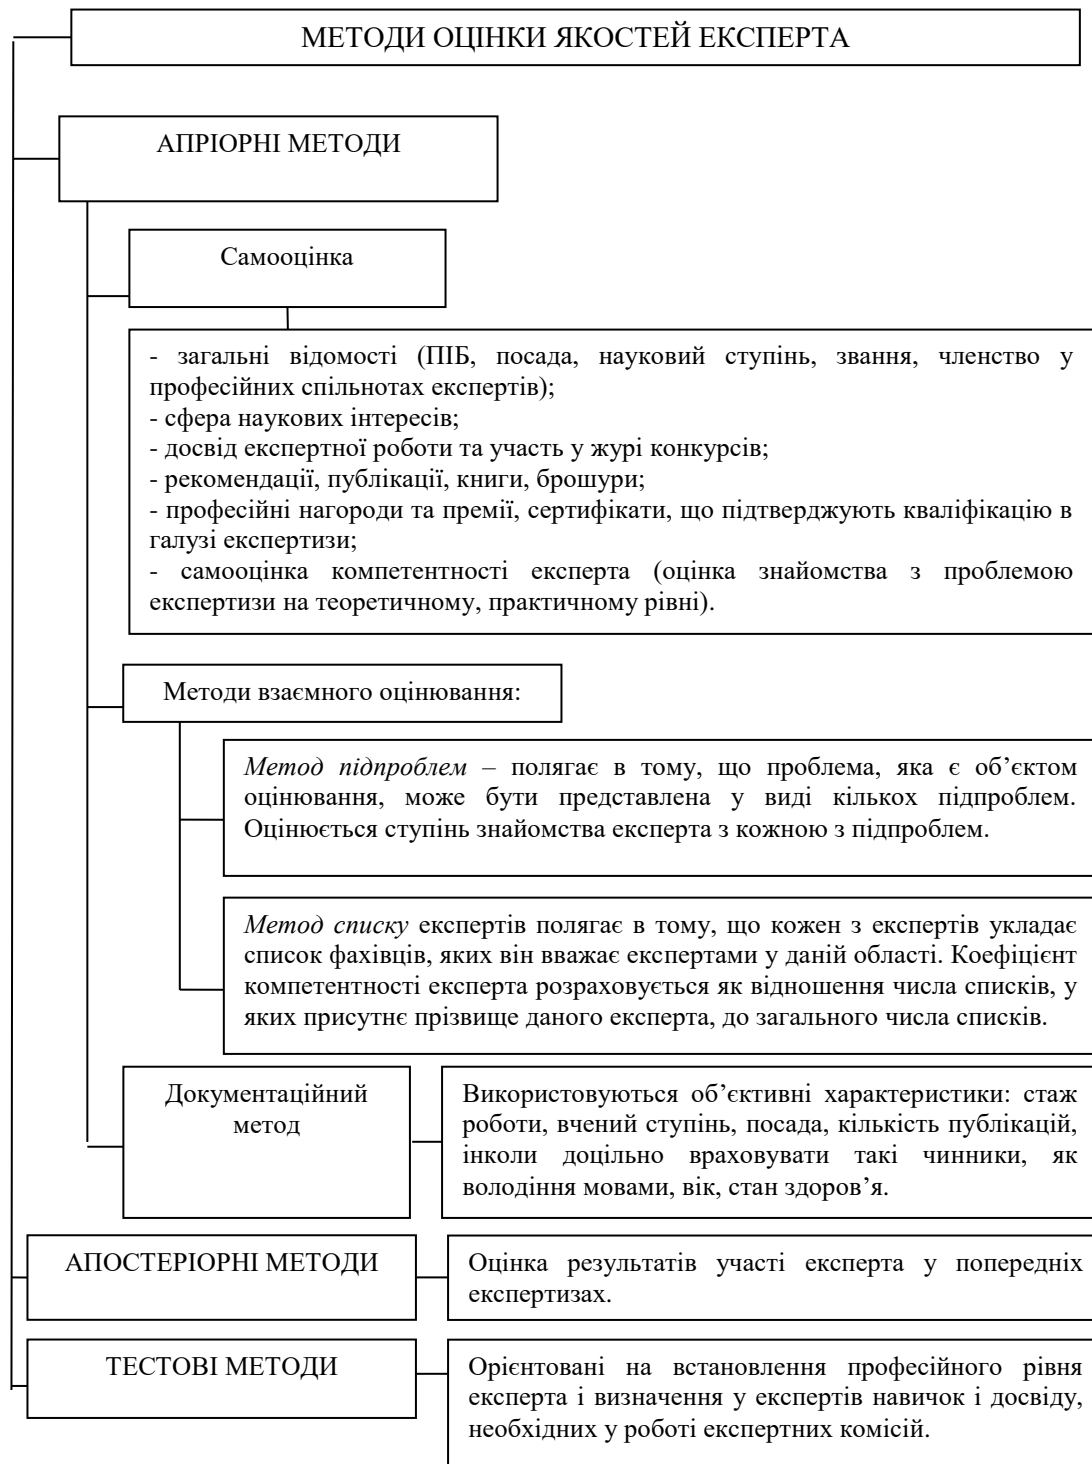 МЕТОДИ ОЦІНКИ ЯКОСТЕЙ ЕКСПЕРТА
АПРІОРНІ МЕТОДИ
Самооцінка
- загальні відомості (ПІБ, посада, науковий ступінь, звання, членство у
професійних спільнотах експертів);
- сфера наукових інтересів;
- досвід експертної роботи та участь у журі конкурсів;
- рекомендації, публікації, книги, брошури;
- професійні нагороди та премії, сертифікати, що підтверджують кваліфікацію в
галузі експертизи;
- самооцінка компетентності експерта (оцінка знайомства з проблемою
експертизи на теоретичному, практичному рівні).
Методи взаємного оцінювання:
Метод підпроблем – полягає в тому, що проблема, яка є об’єктом
оцінювання, може бути представлена у виді кількох підпроблем.
Оцінюється ступінь знайомства експерта з кожною з підпроблем.
Метод списку експертів полягає в тому, що кожен з експертів укладає
список фахівців, яких він вважає експертами у даній області. Коефіцієнт
компетентності експерта розраховується як відношення числа списків, у
яких присутнє прізвище даного експерта, до загального числа списків.
Документаційний
метод
Використовуються об’єктивні характеристики: стаж
роботи, вчений ступінь, посада, кількість публікацій,
інколи доцільно враховувати такі чинники, як
володіння мовами, вік, стан здоров’я.
АПОСТЕРІОРНІ МЕТОДИ
Оцінка результатів участі експерта у попередніх
експертизах.
ТЕСТОВІ МЕТОДИ
Орієнтовані на встановлення професійного рівня
експерта і визначення у експертів навичок і досвіду,
необхідних у роботі експертних комісій.